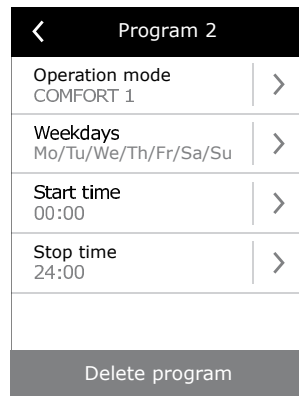 Program 2
Operation mode
COMFORT 1
Weekdays
Mo/Tu/We/Th/Fr/Sa/Su
Start time
00:00
Stop time
24:00
Delete program